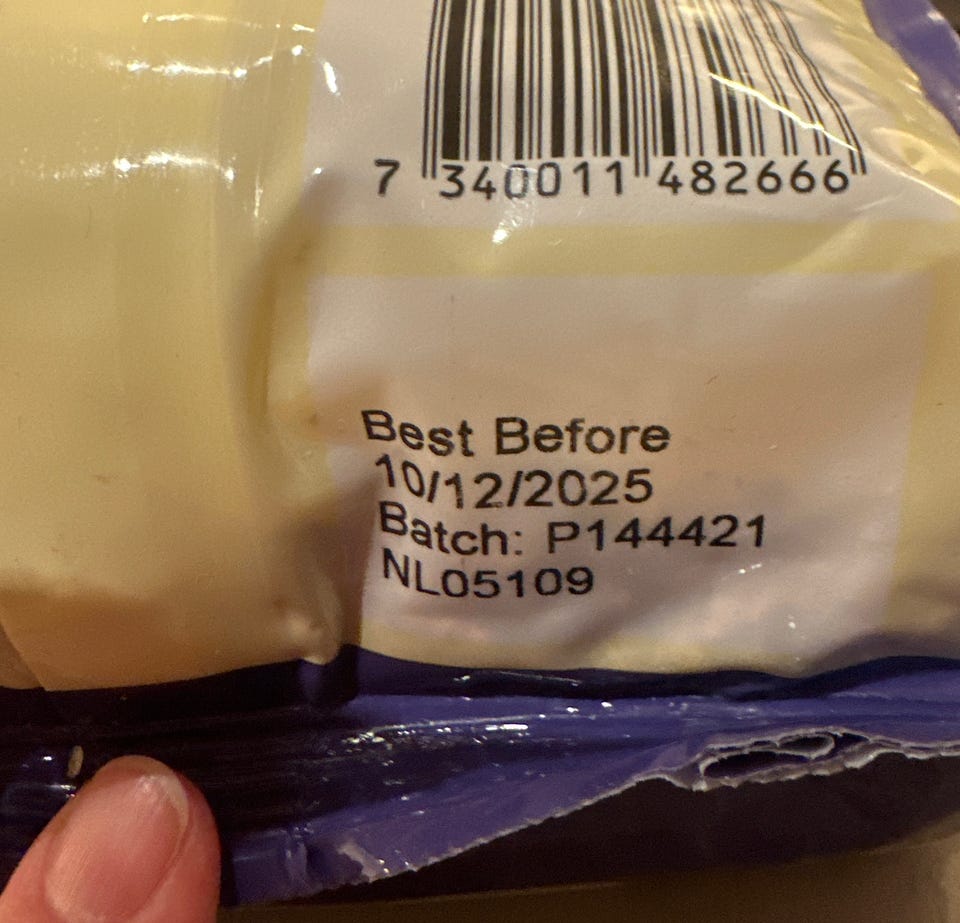 7 340011 482666
Best Before
10/12/2025
Batch: P144421
NL05109